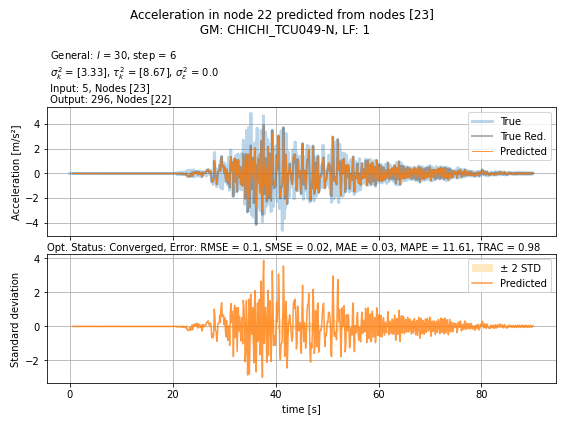 Acceleration in node 22 predicted from nodes [23]
GM: CHICHI_TCU049-N, LF: 1
General: l = 30, step = 6
σ²ₖ = [3.33], τ²ₖ = [8.67], σ²ε = 0.0
Input: 5, Nodes [23]
Output: 296, Nodes [22]
True
True Red.
Predicted
Acceleration [m/s²]
4
2
0
−2
−4
Opt. Status: Converged, Error: RMSE = 0.1, SMSE = 0.02, MAE = 0.03, MAPE = 11.61, TRAC = 0.98
± 2 STD
Predicted
Standard deviation
4
2
0
−2
0 20 40 60 80
time [s]